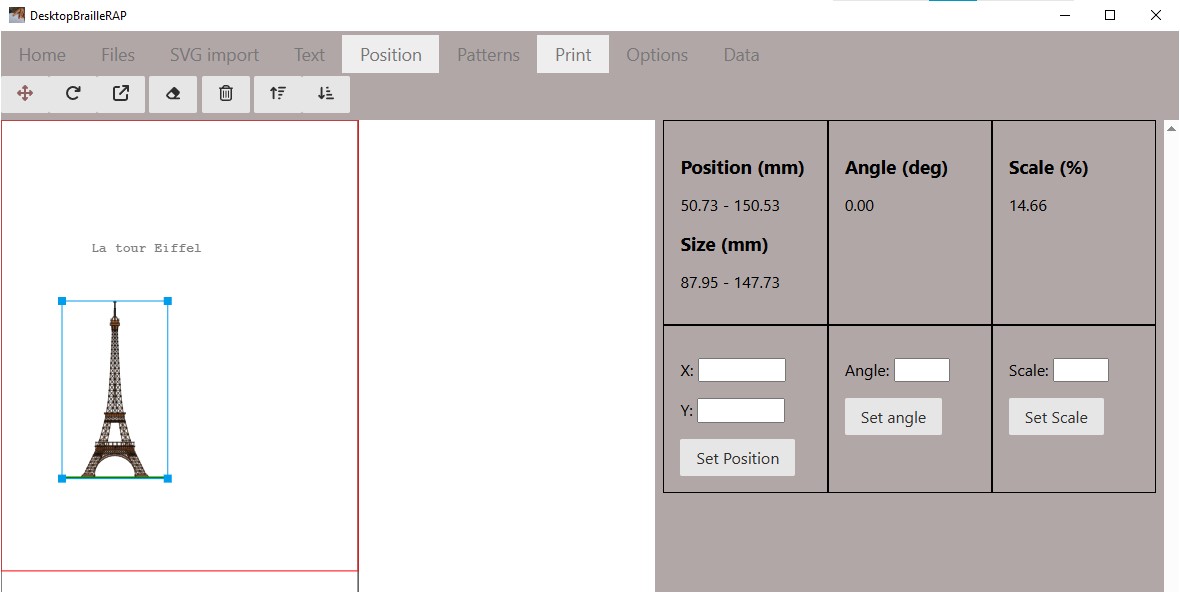 DesktopBrailleRAP
Home Files SVG import Text Position Patterns Print Options Data
La tour Eiffel
Position (mm)
50.73 - 150.53
Size (mm)
87.95 - 147.73
Angle (deg)
0.00
Scale (%)
14.66
X:
Y:
Set Position
Angle:
Set angle
Scale:
Set Scale